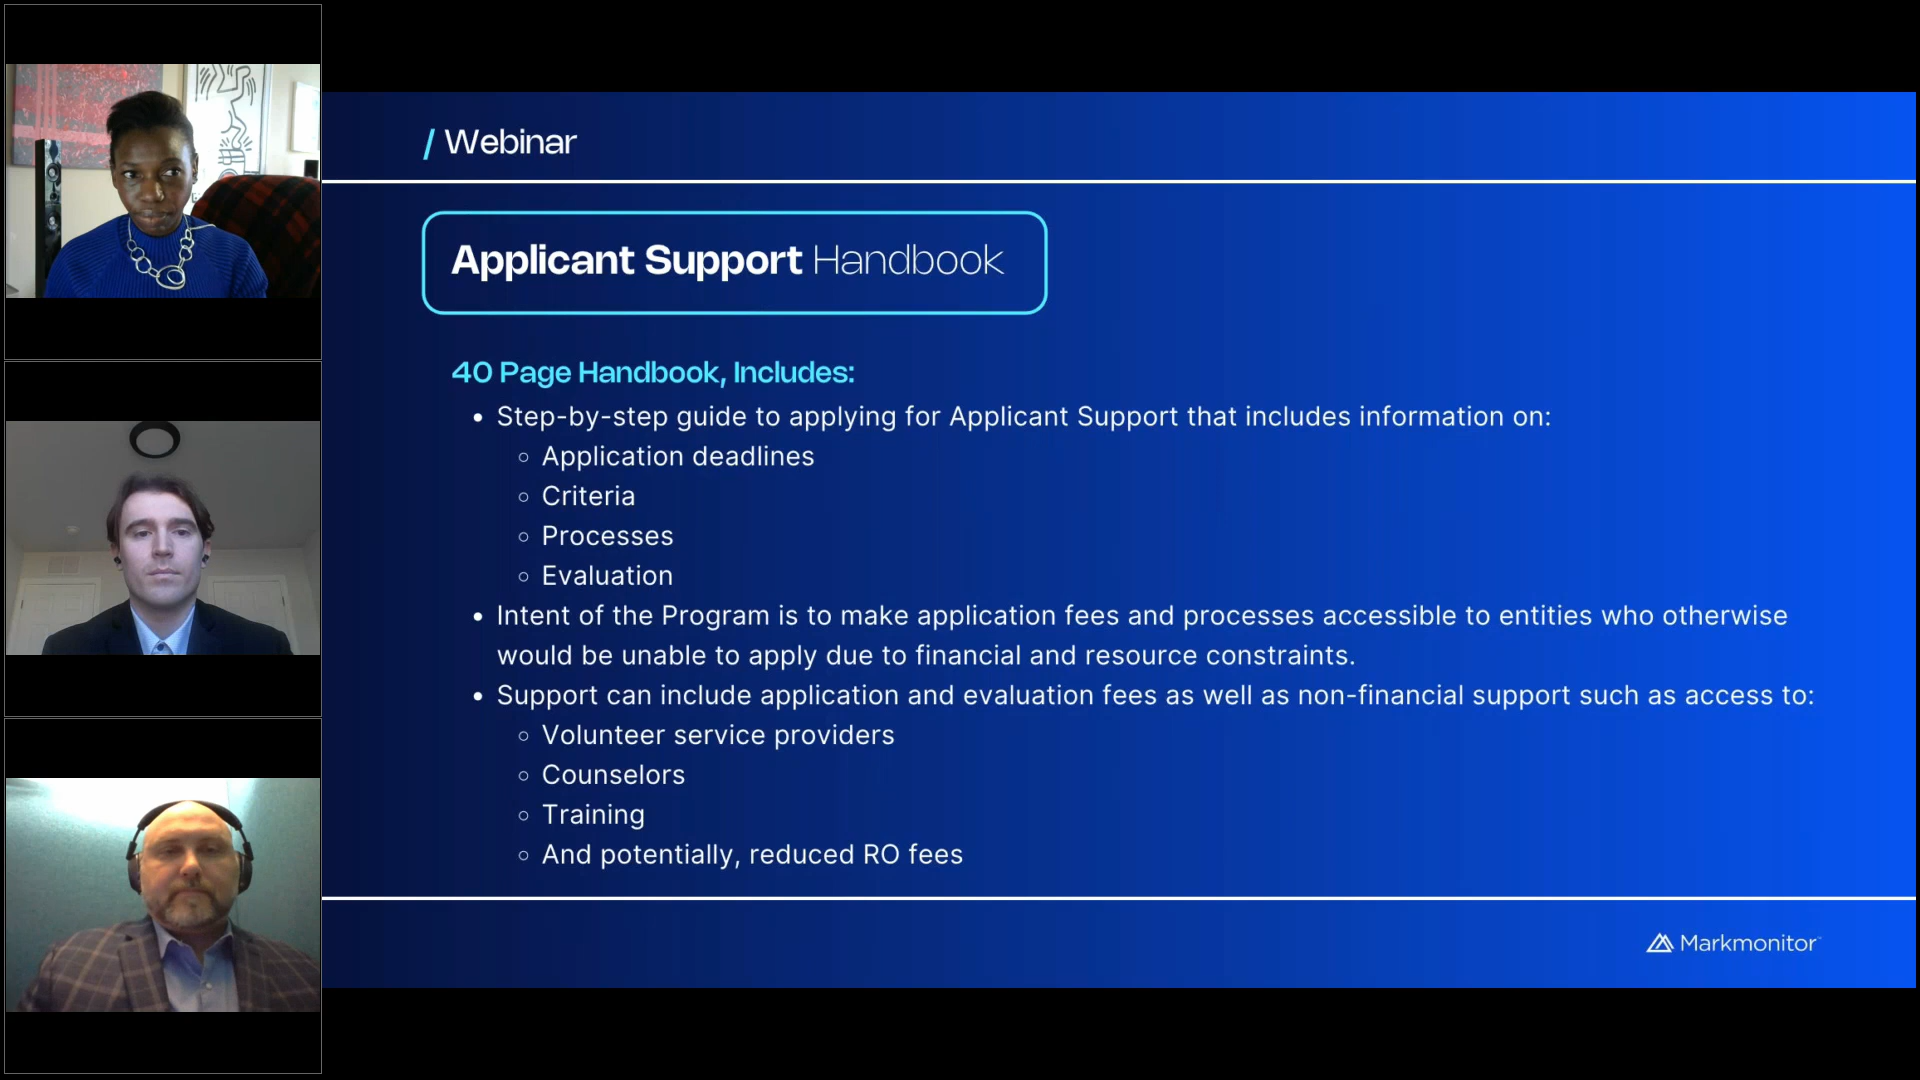 / Webinar
Applicant Support Handbook
40 Page Handbook, Includes:
• Step-by-step guide to applying for Applicant Support that includes information on:
◦ Application deadlines
◦ Criteria
◦ Processes
◦ Evaluation
• Intent of the Program is to make application fees and processes accessible to entities who otherwise
would be unable to apply due to financial and resource constraints.
• Support can include application and evaluation fees as well as non-financial support such as access to:
◦ Volunteer service providers
◦ Counselors
◦ Training
◦ And potentially, reduced RO fees
Markmonitor